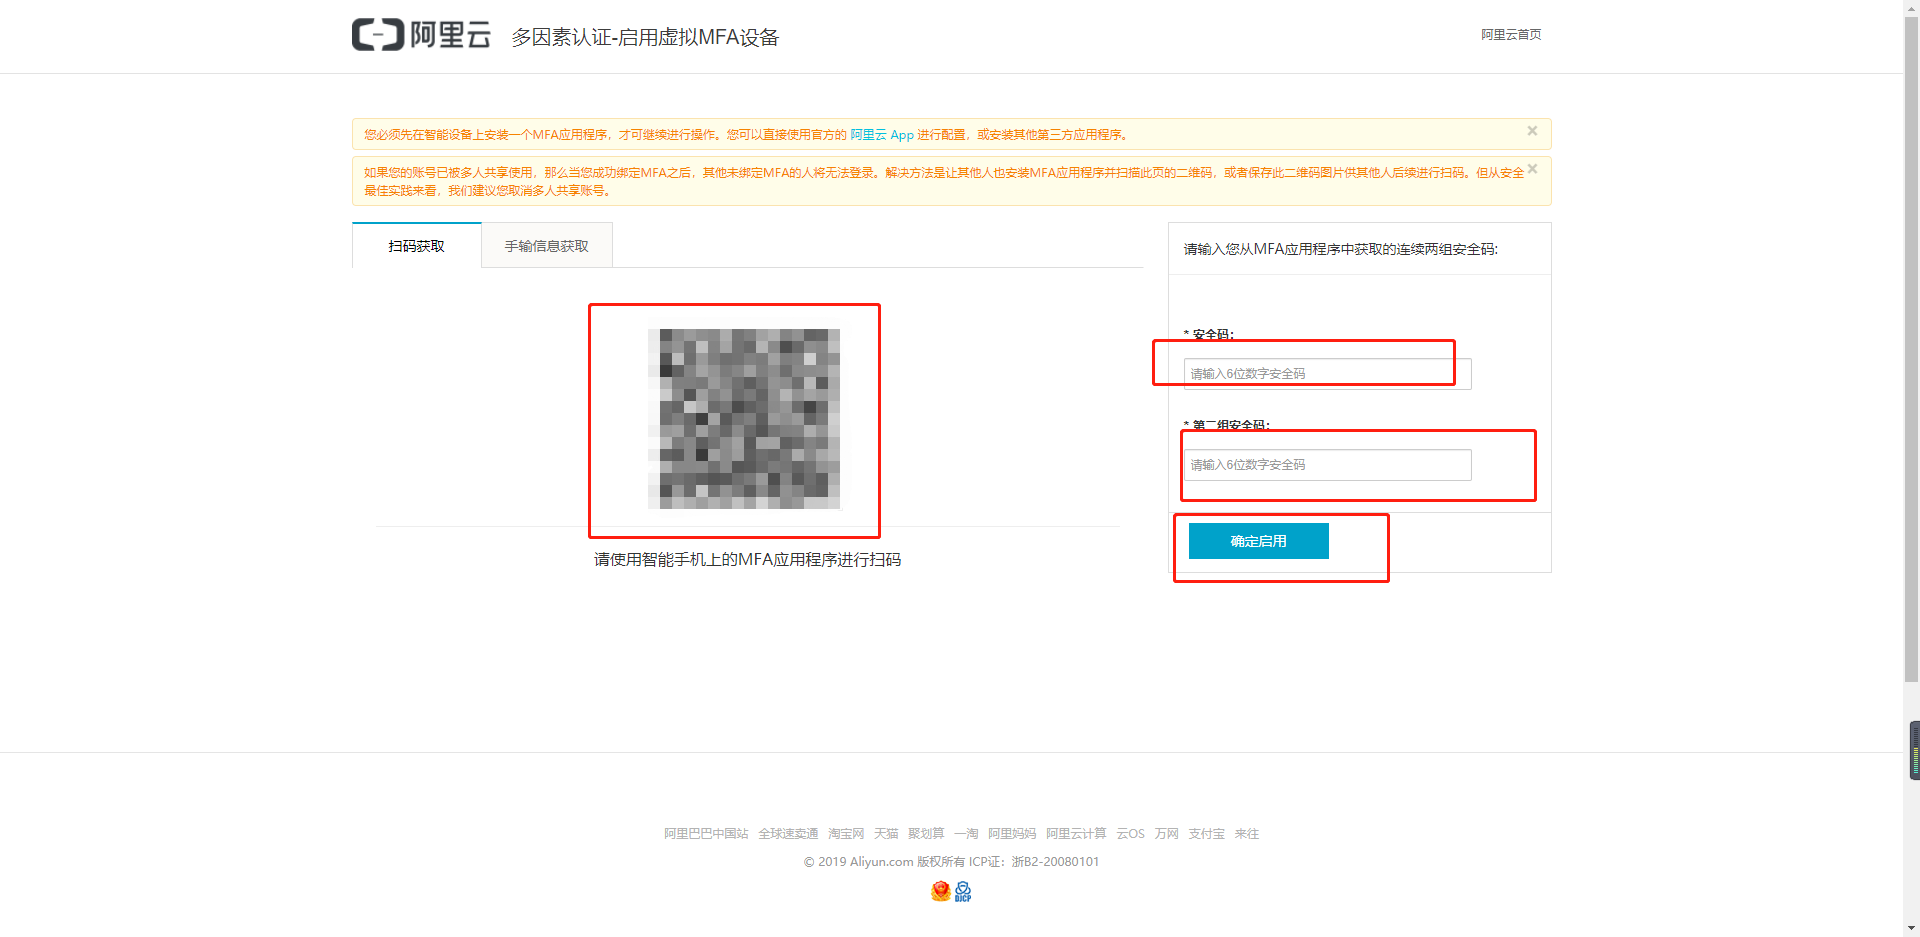 阿里云
多因素认证-启用虚拟MFA设备
阿里云首页
您必须先在智能设备上安装一个MFA应用程序，才可继续进行操作。您可以直接使用官方的 阿里云 App 进行配置，或安装其他第三方应用程序。
如果您的账号已被多人共享使用，那么当您成功绑定MFA之后，其他未绑定MFA的人将无法登录。解决方法是让其他人也安装MFA应用程序并扫描此页的二维码，或者保存此二维码图片供其他人后续进行扫码。但从安全
最佳实践来看，我们建议您取消多人共享账号。
扫码获取
手输信息获取
请使用智能手机上的MFA应用程序进行扫码
请输入您从MFA应用程序中获取的连续两组安全码:
* 安全码：
请输入6位数字安全码
* 第二组安全码：
请输入6位数字安全码
确定启用
阿里巴巴中国站 全球速卖通 淘宝网 天猫 聚划算 一淘 阿里妈妈 阿里云计算 云OS 万网 支付宝 来往
© 2019 Aliyun.com 版权所有 ICP证：浙B2-20080101
DJCP